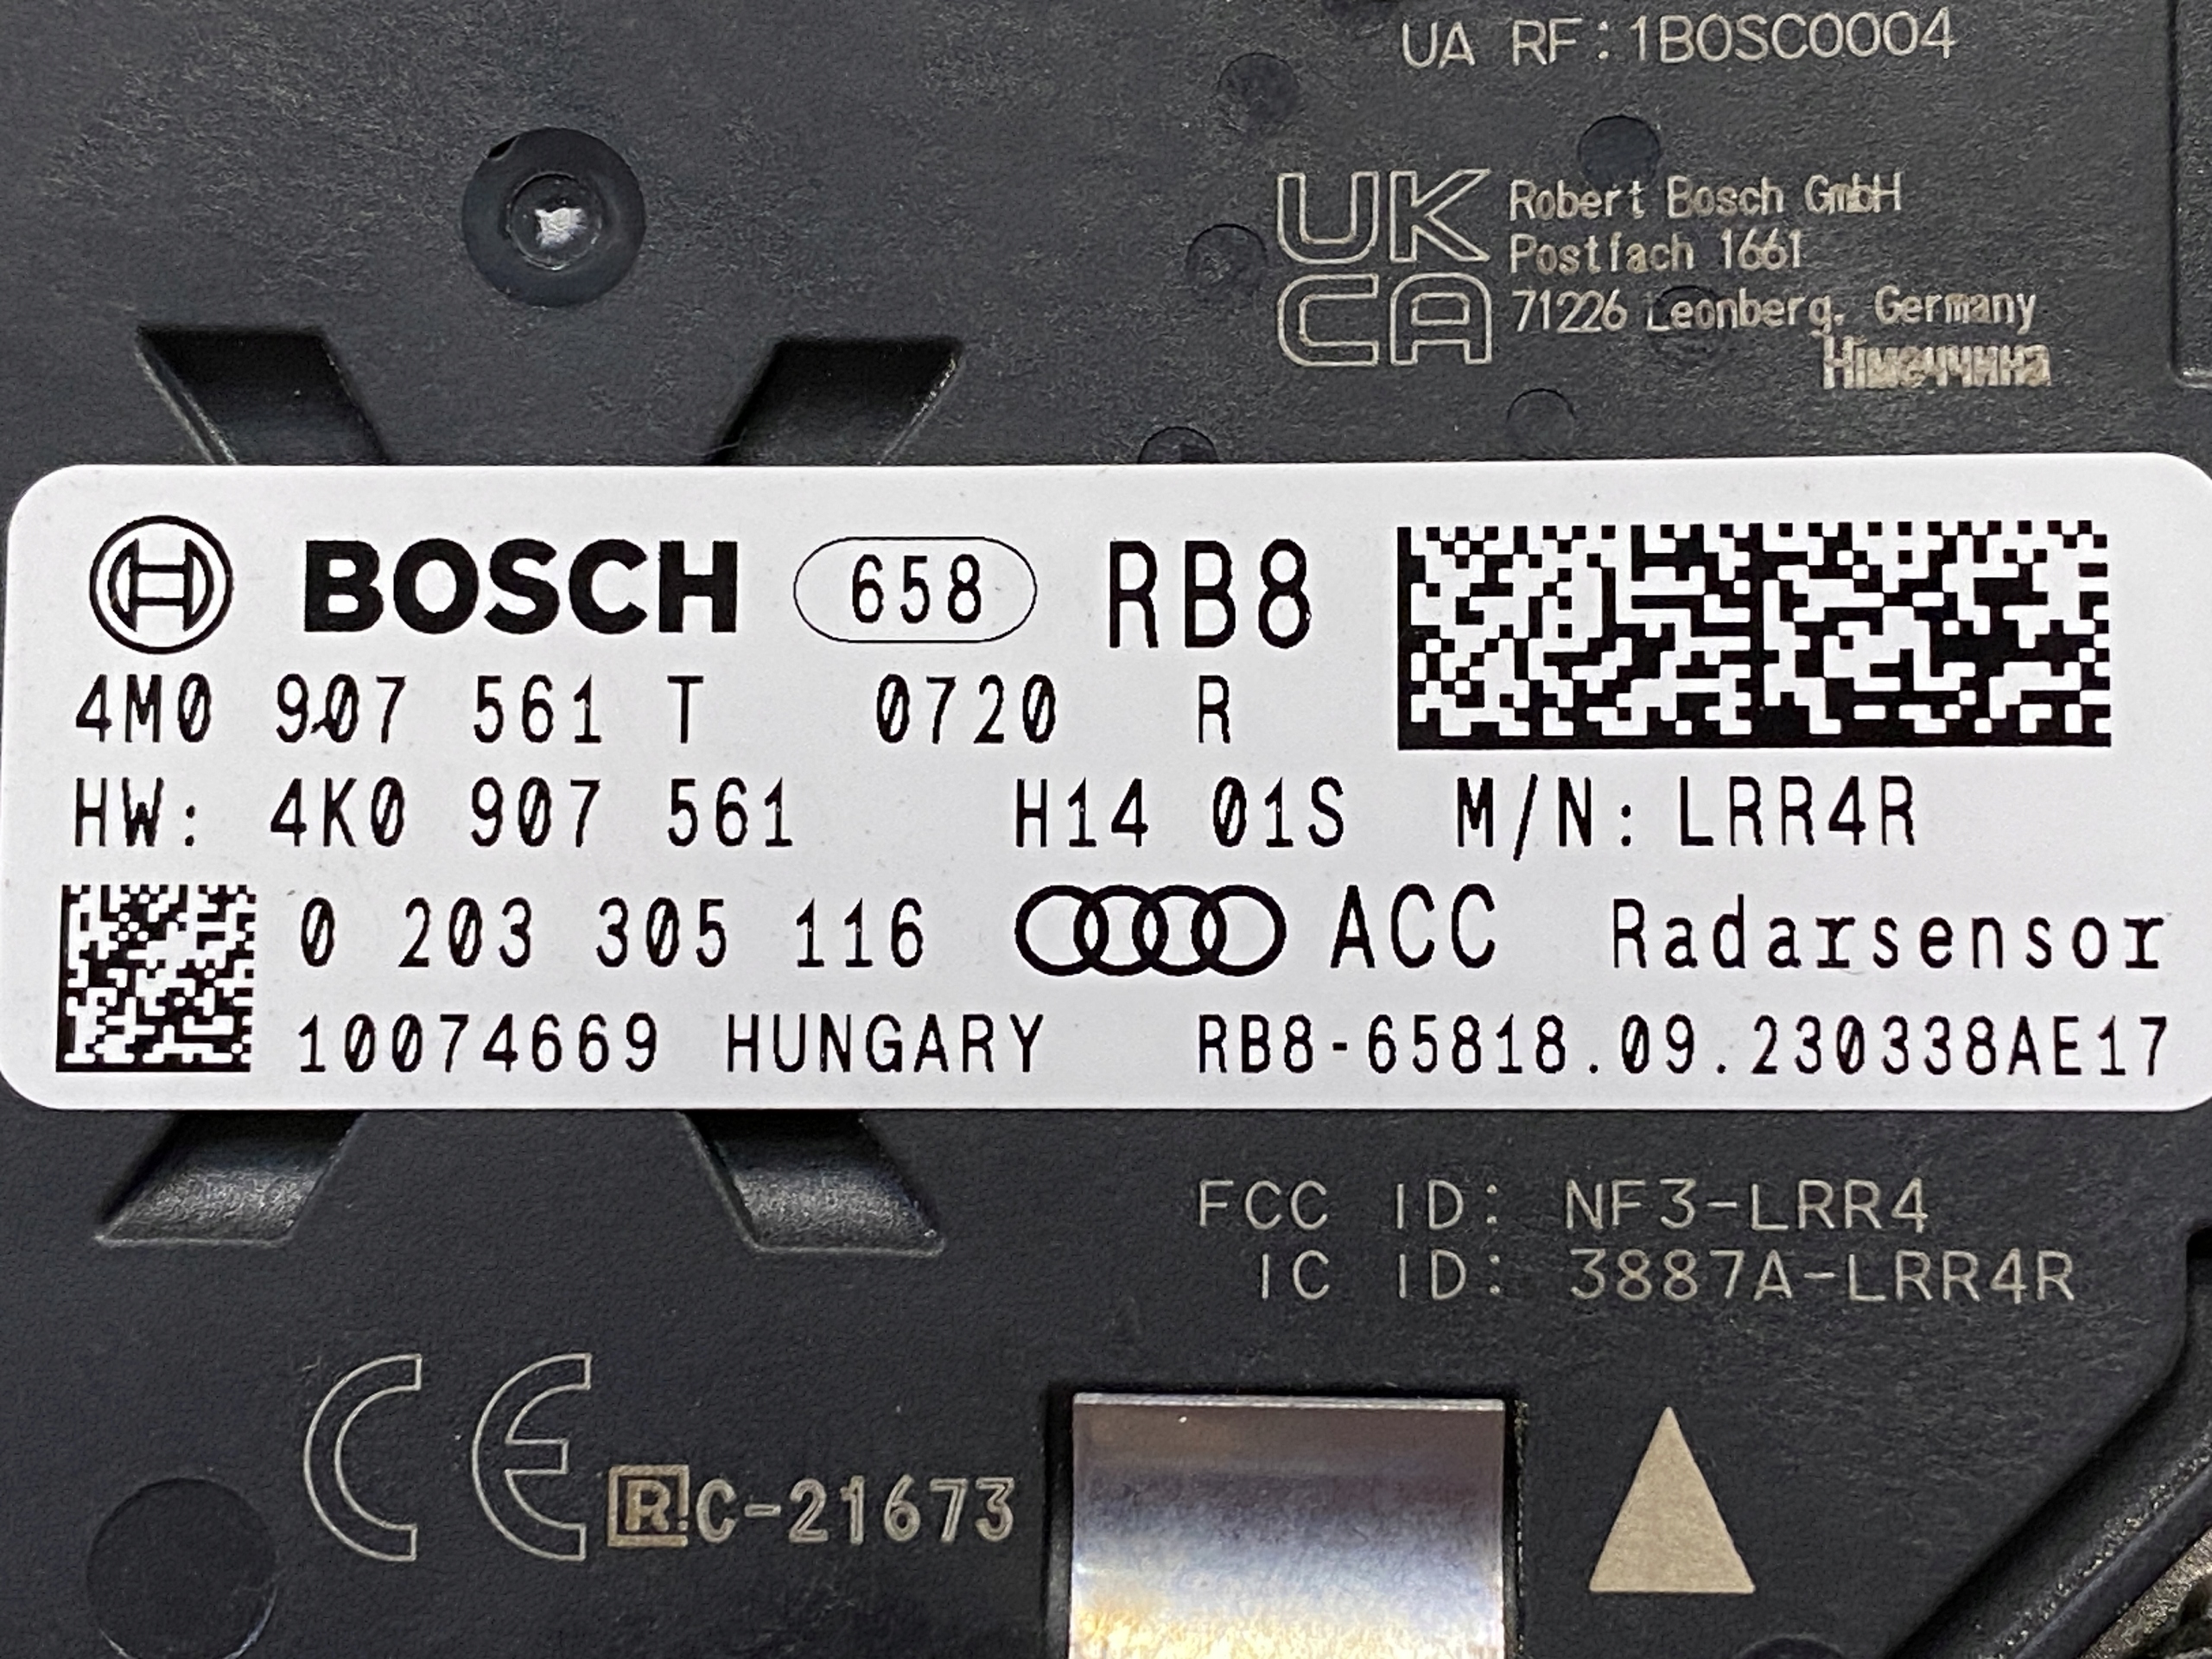 UA RF:1BOSC0004
UK
CA
Robert Bosch GmbH
Postfach 1661
71226 Leonberg, Germany
Німеччина
BOSCH 658 RB8
4M0 907 561 T 0720 R
HW: 4K0 907 561 H14 01S M/N: LRR4R
0 203 305 116 ACC Radarsensor
10074669 HUNGARY RB8-65818.09.230338AE17
FCC ID: NF3-LRR4
IC ID: 3887A-LRR4R
CE R C-21673